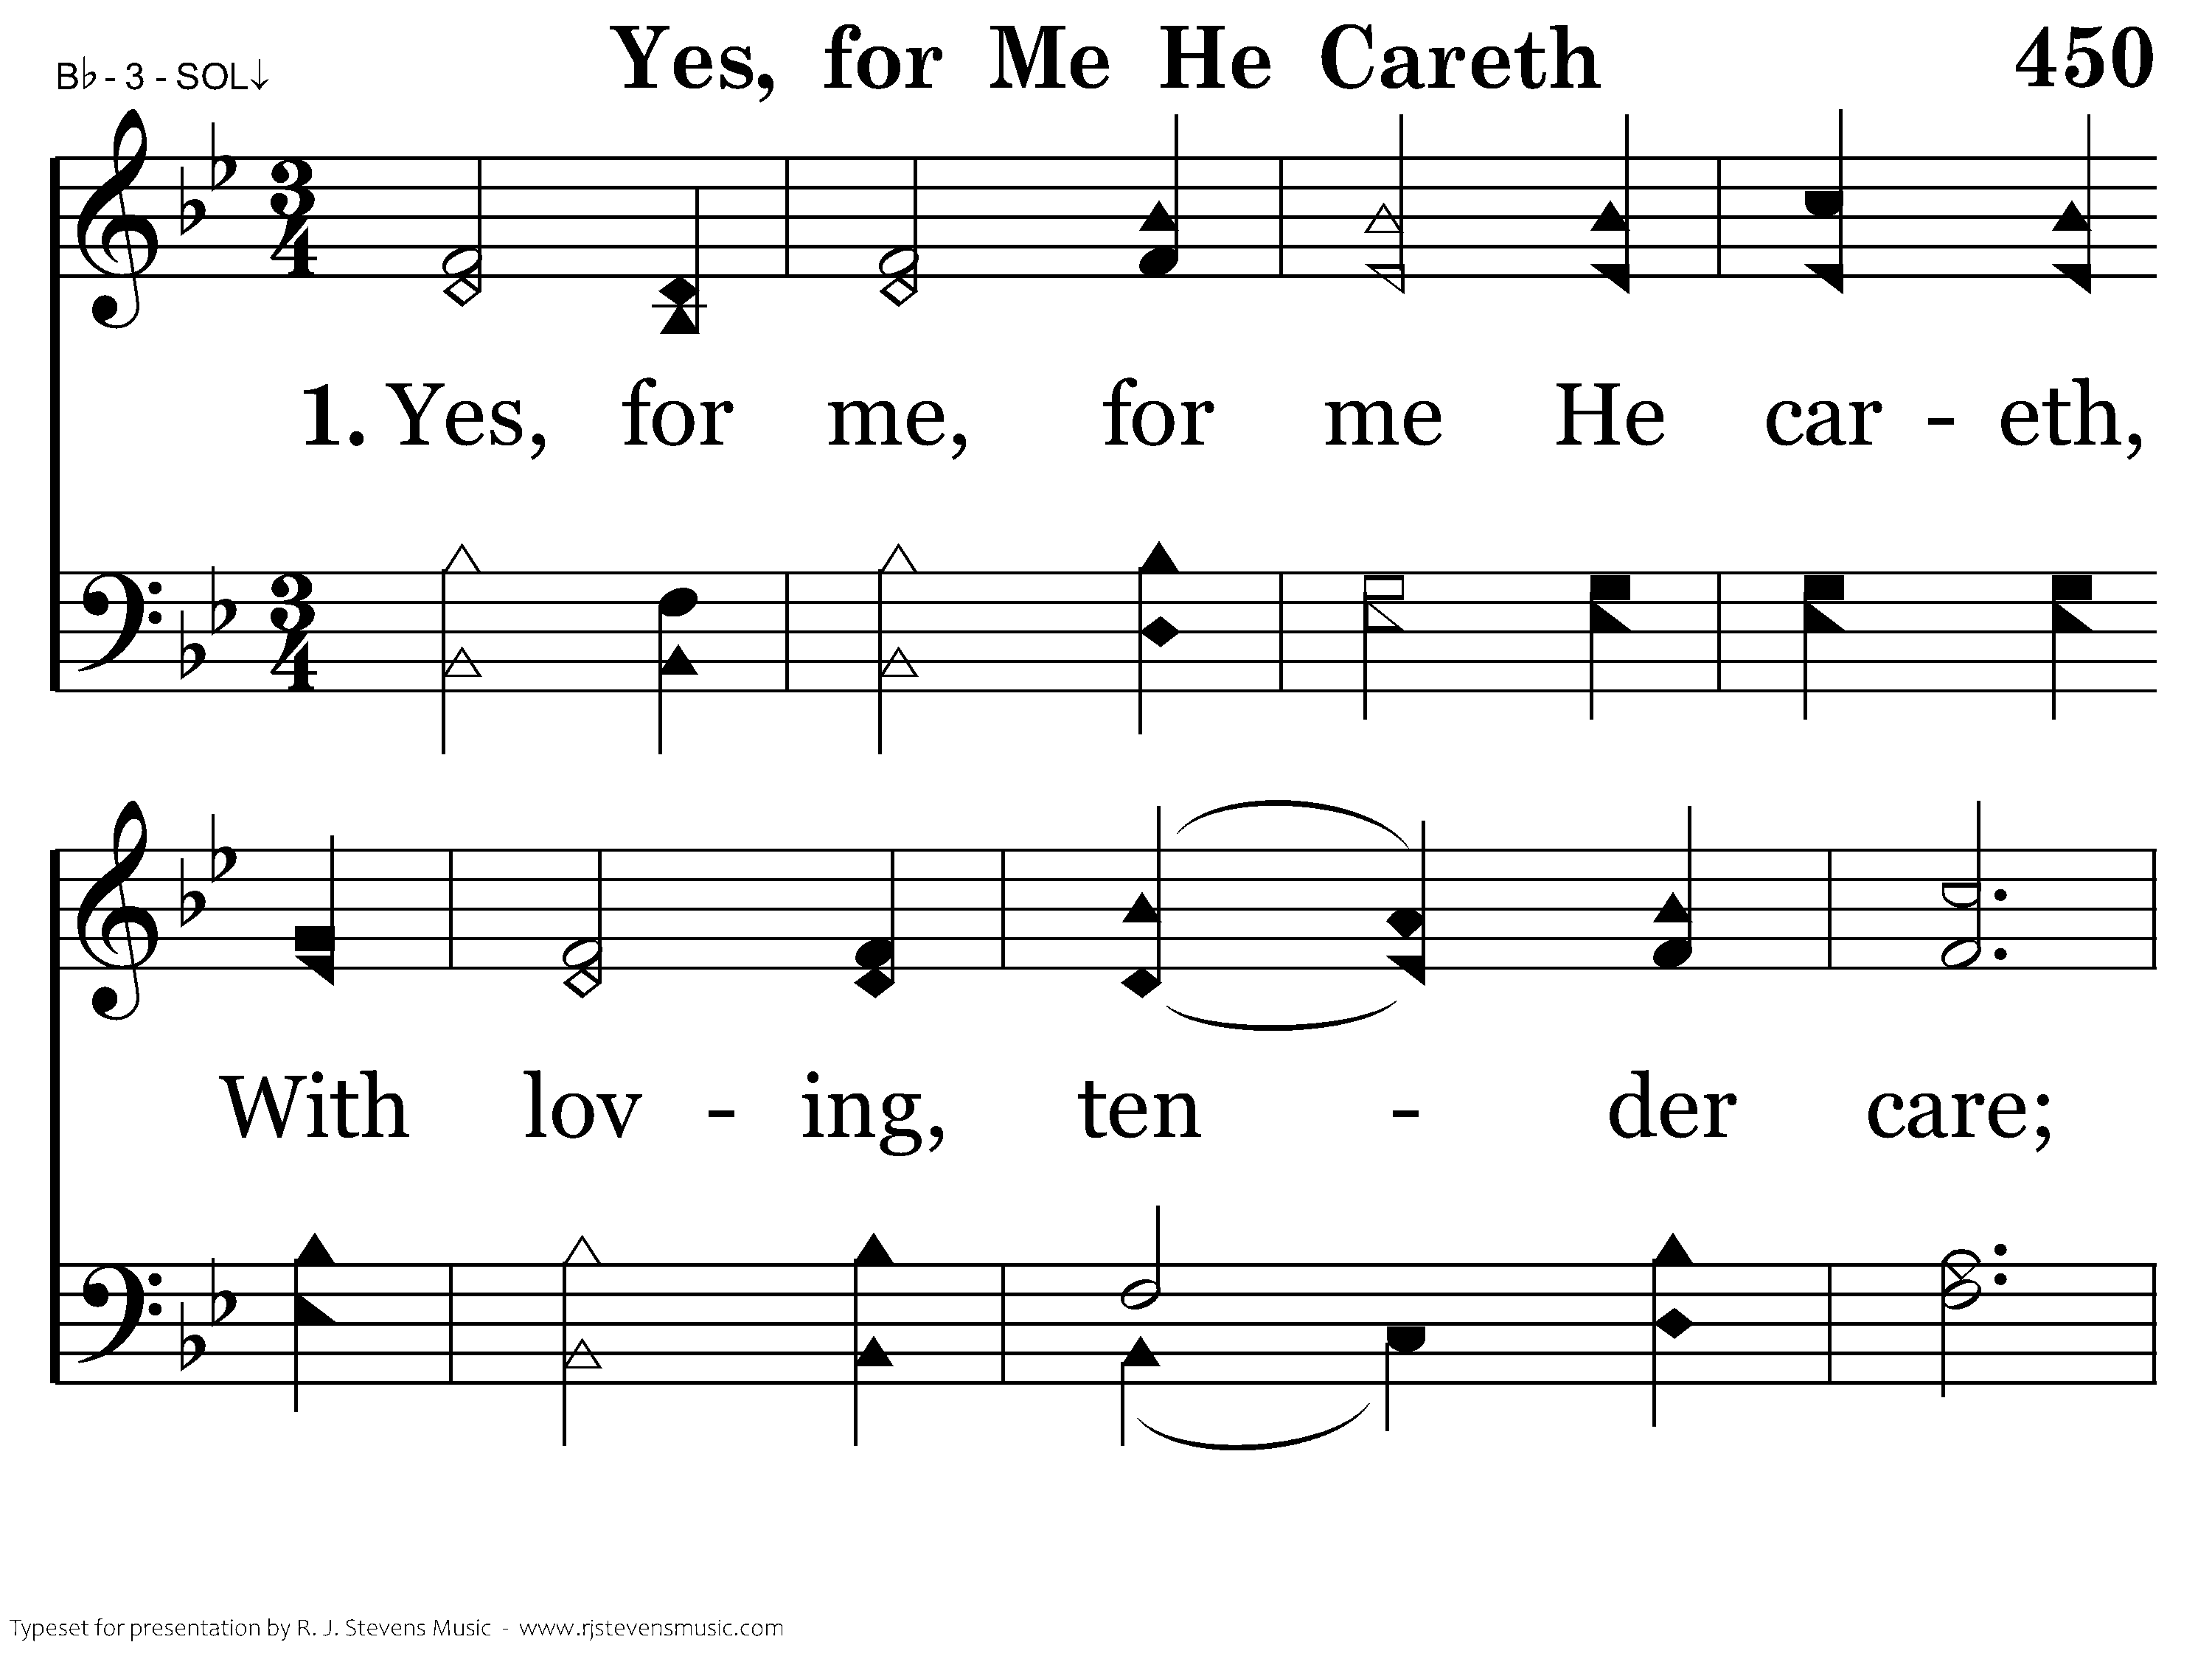 Yes, for Me He Careth 450
B♭ - 3 - SOL↓
3
4
1. Yes, for me, for me He car - eth,
3
4
With lov - ing, ten - der care;
Typeset for presentation by R. J. Stevens Music - www.rjstevensmusic.com